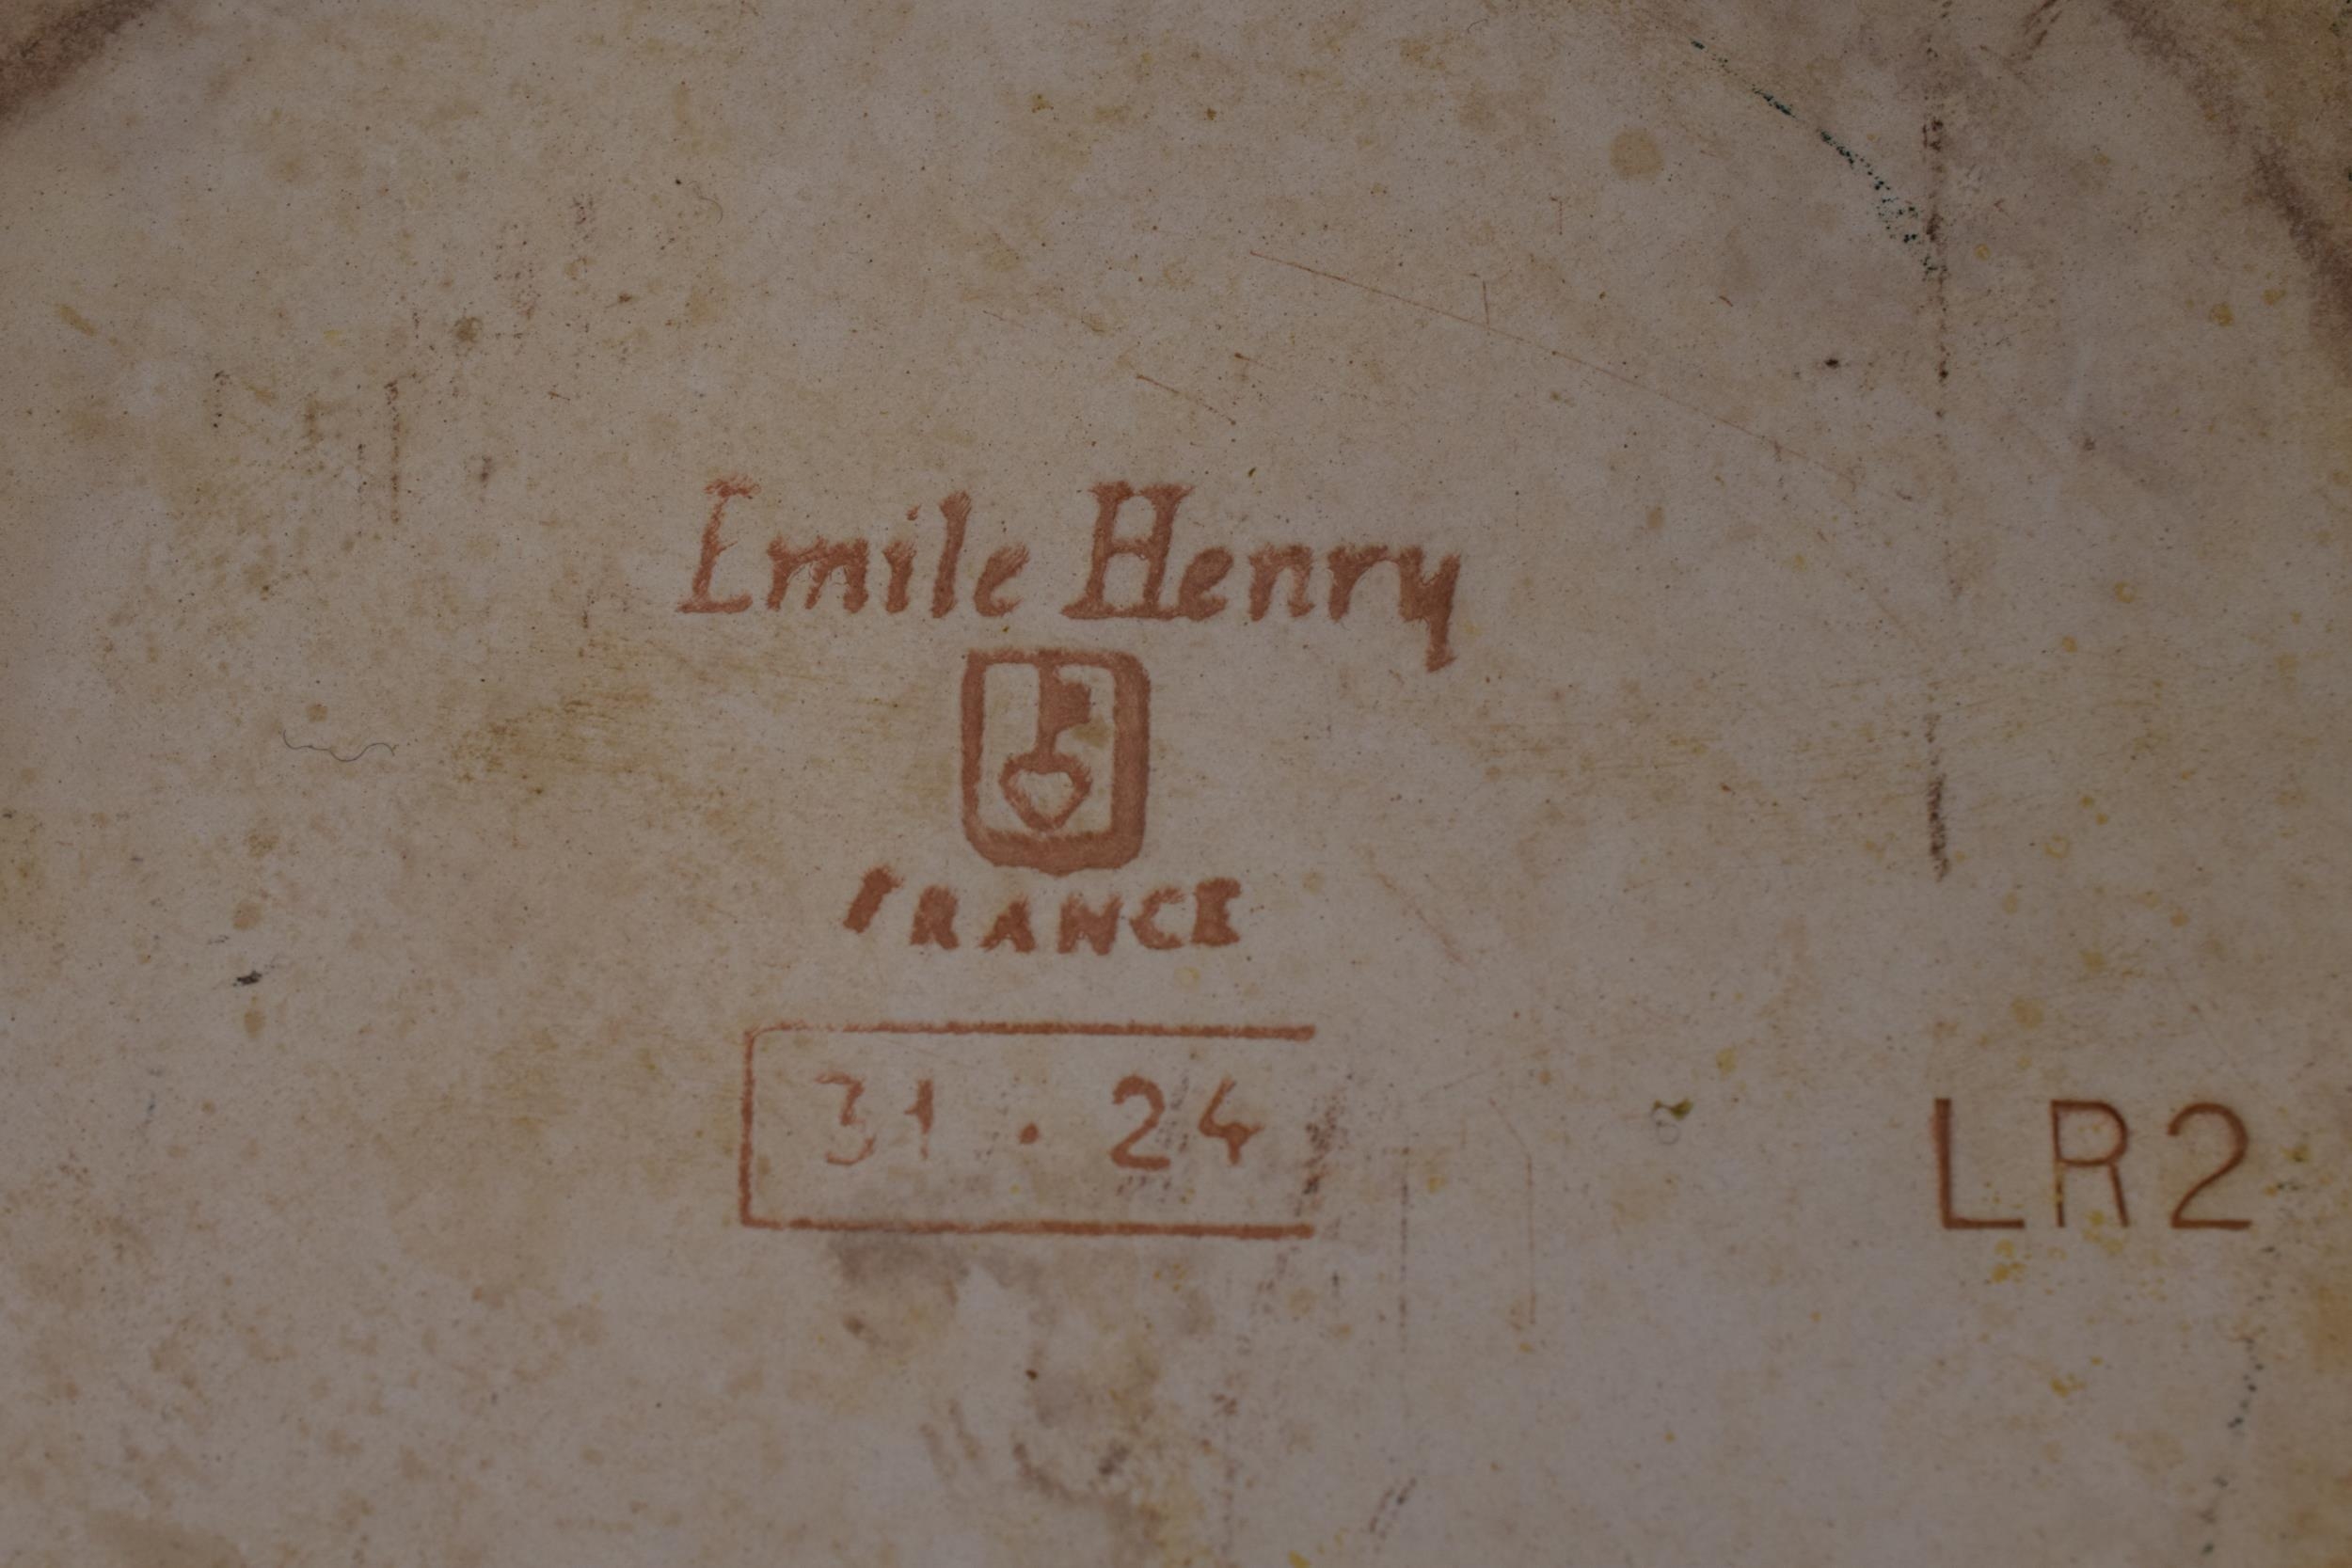 Emile Henry
FRANCE
31 . 24
LR2